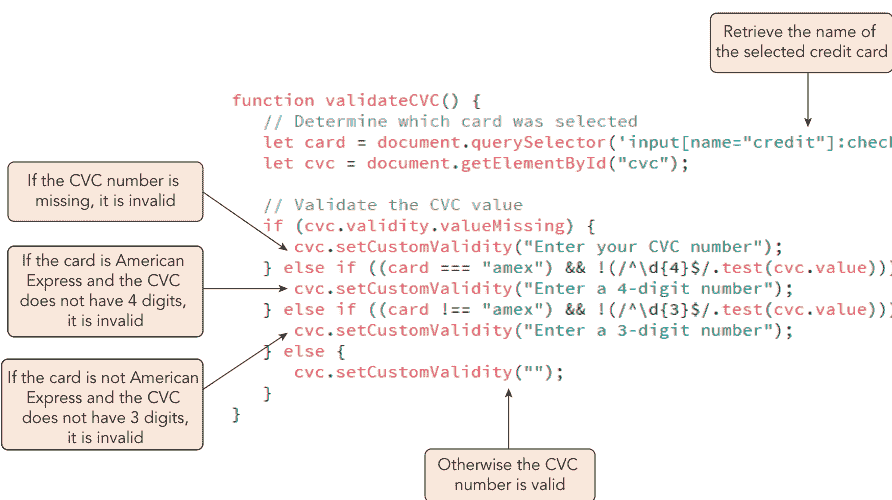 Retrieve the name of
the selected credit card
function validateCVC() {
// Determine which card was selected
let card = document.querySelector('input[name="credit"]:chec
let cvc = document.getElementById("cvc");
If the CVC number is
missing, it is invalid
// Validate the CVC value
if (cvc.validity.valueMissing) {
cvc.setCustomValidity("Enter your CVC number");
If the card is American
Express and the CVC
does not have 4 digits,
it is invalid
} else if ((card === "amex") && !(/^\d{4}$/.test(cvc.value)))
cvc.setCustomValidity("Enter a 4-digit number");
} else if ((card !== "amex") && !(/^\d{3}$/.test(cvc.value)))
cvc.setCustomValidity("Enter a 3-digit number");
If the card is not American
Express and the CVC
does not have 3 digits,
it is invalid
} else {
cvc.setCustomValidity("");
}
}
Otherwise the CVC
number is valid